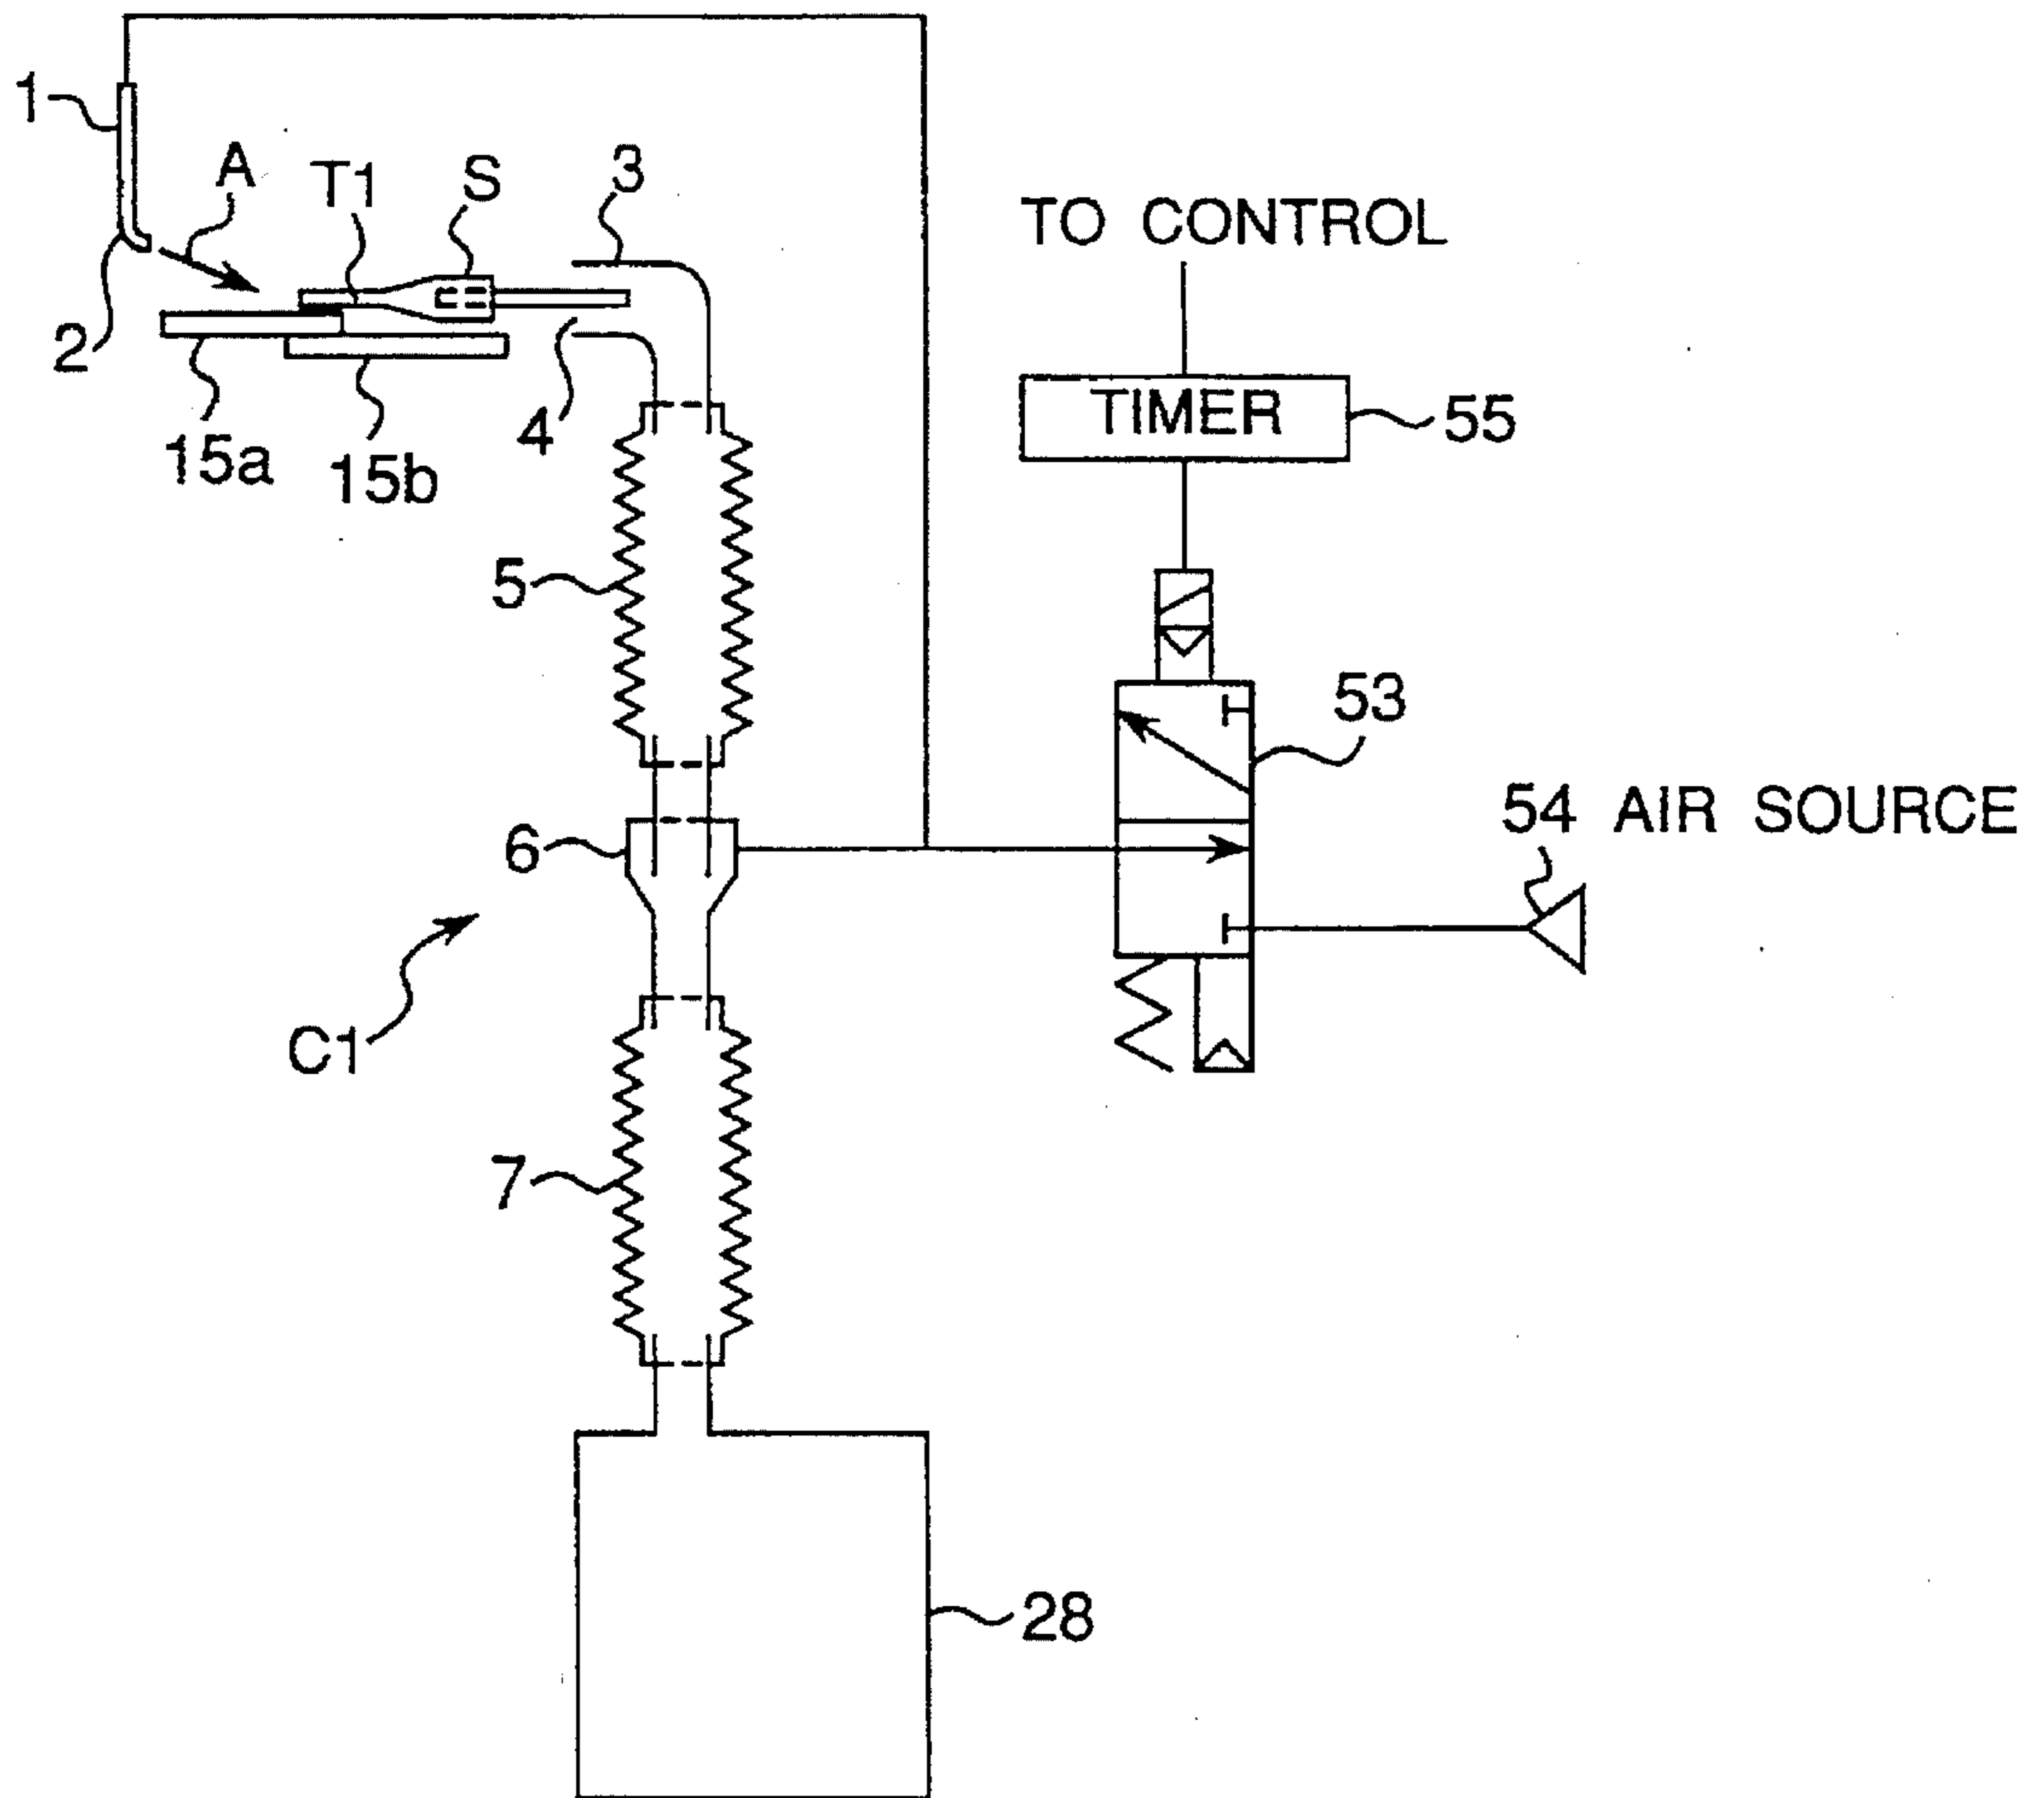 1
A
T1
S
3
TO CONTROL
2
15a
15b
4
TIMER
55
5
53
54 AIR SOURCE
6
C1
7
28